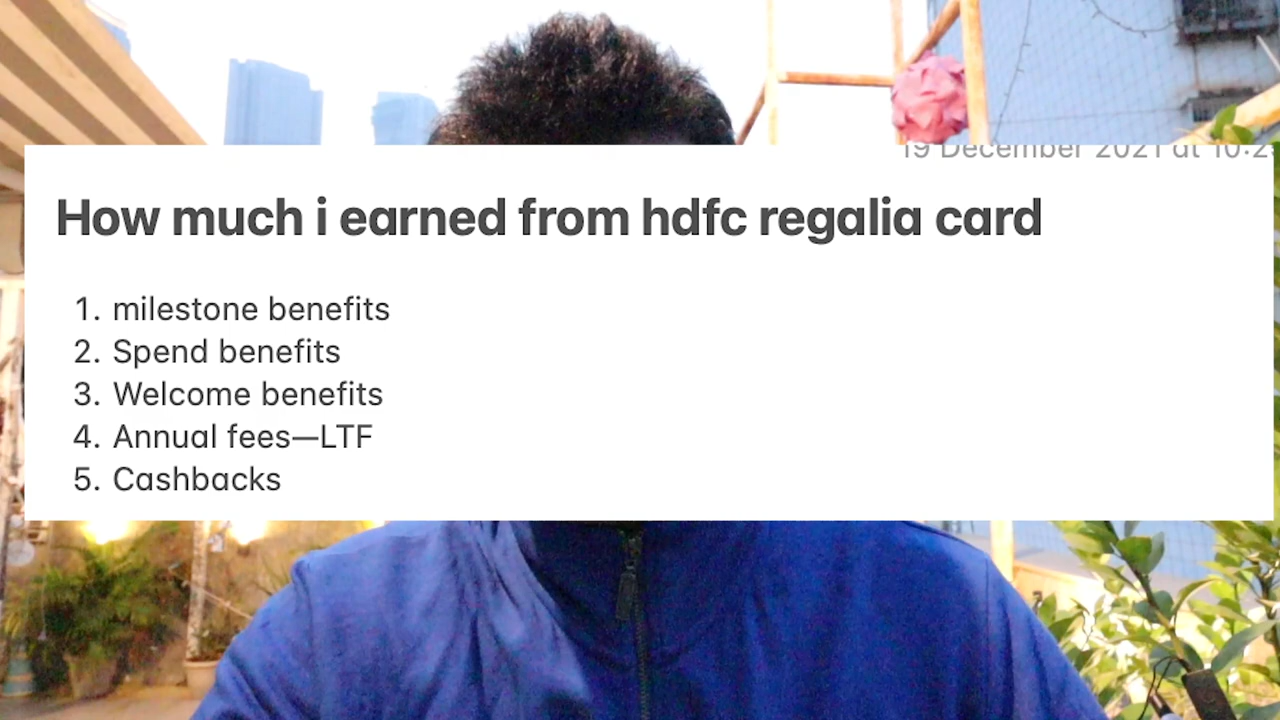 19 December 2021 at
How much i earned from hdfc regalia card
1. milestone benefits
2. Spend benefits
3. Welcome benefits
4. Annual fees—LTF
5. Cashbacks